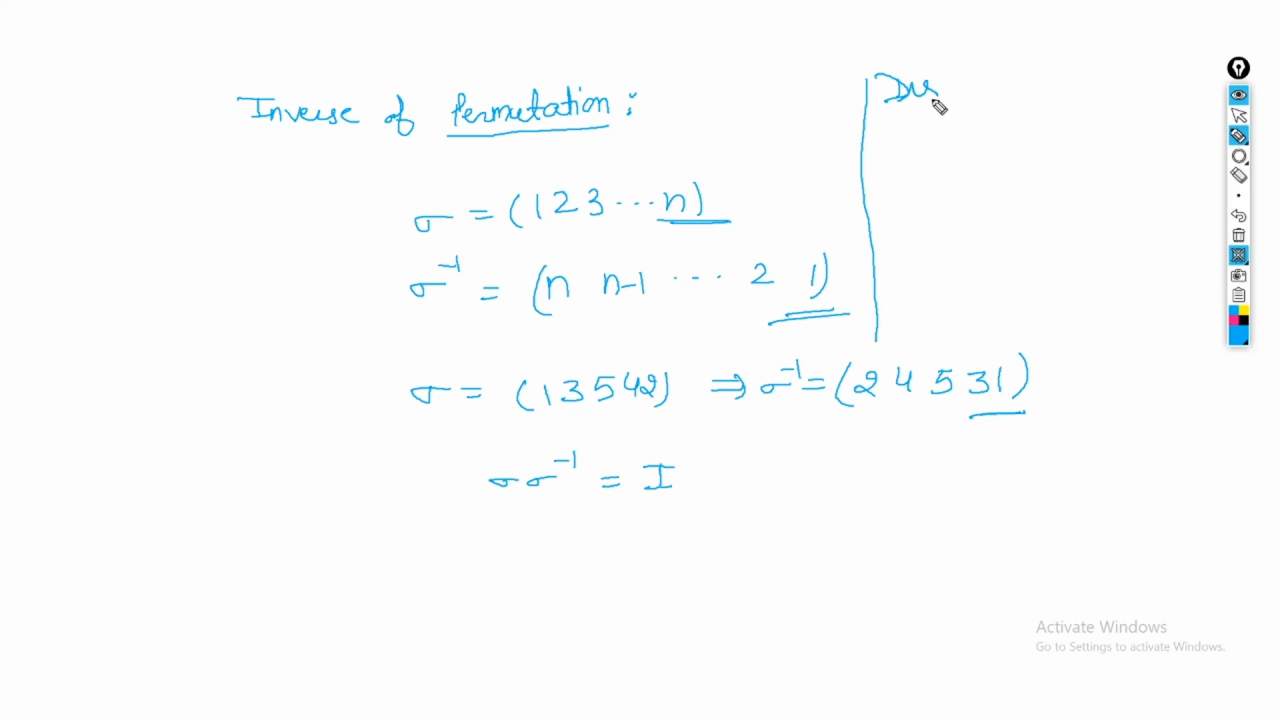 Inverse of Permutation :
σ = (1 2 3 ... n)
σ⁻¹ = (n n-1 ... 2 1)
σ = (1 3 5 4 2) ⇒ σ⁻¹ = (2 4 5 3 1)
σσ⁻¹ = I
Activate Windows
Go to Settings to activate Windows.